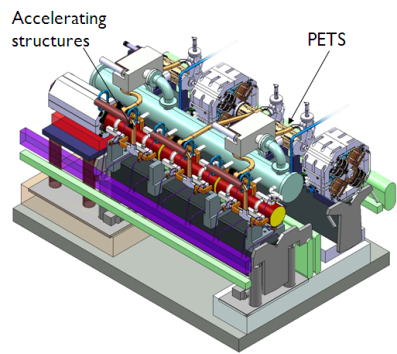 Accelerating
structures
PETS